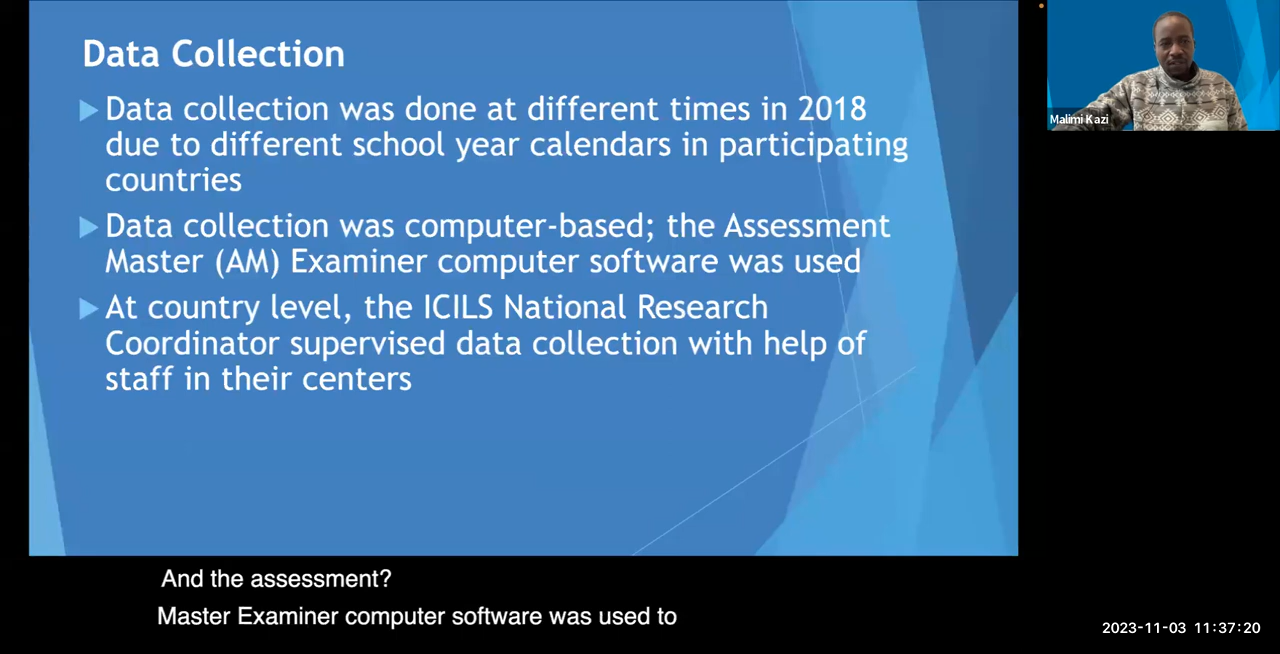 Data Collection
Data collection was done at different times in 2018
due to different school year calendars in participating
countries
Data collection was computer-based; the Assessment
Master (AM) Examiner computer software was used
At country level, the ICILS National Research
Coordinator supervised data collection with help of
staff in their centers
Malimi Kazi
And the assessment?
Master Examiner computer software was used to
2023-11-03 11:37:20